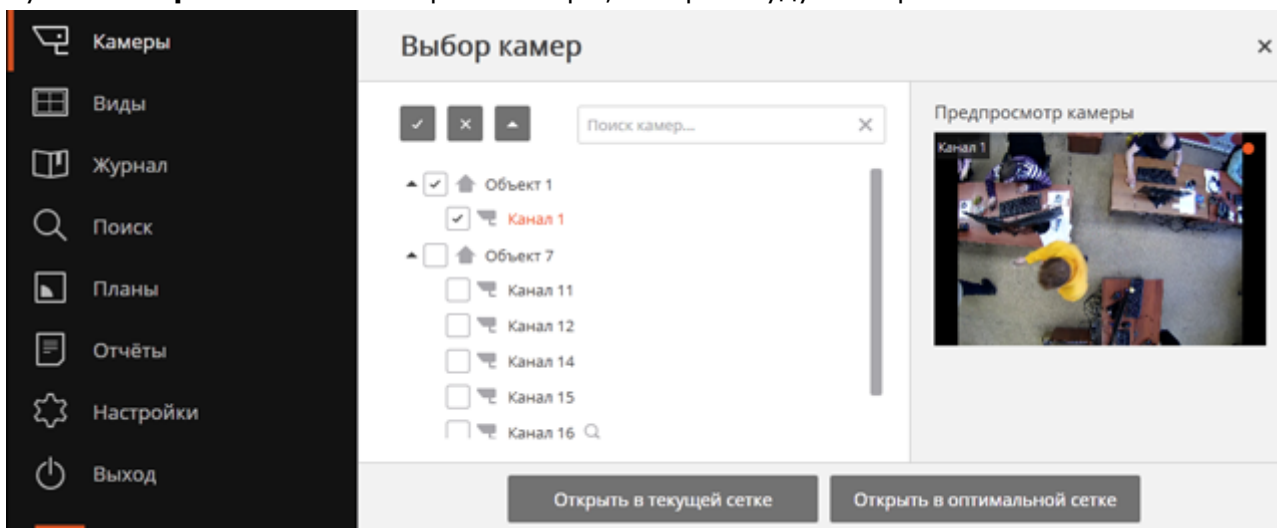 Камеры
Виды
Журнал
Поиск
Планы
Отчёты
Настройки
Выход
Выбор камер
Поиск камер...
Объект 1
Канал 1
Объект 7
Канал 11
Канал 12
Канал 14
Канал 15
Канал 16
Предпросмотр камеры
Канал 1
Открыть в текущей сетке
Открыть в оптимальной сетке